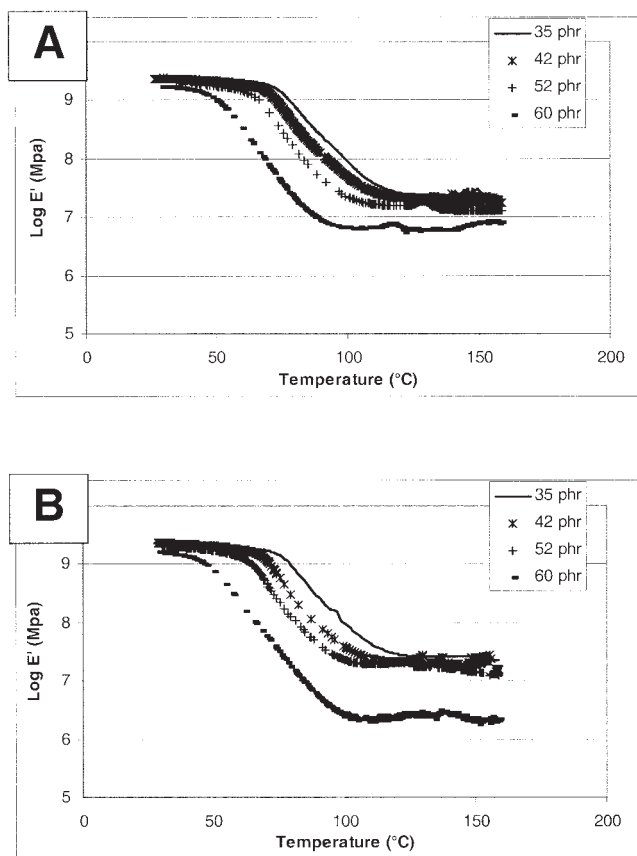 A
35 phr
42 phr
52 phr
60 phr
Log E' (Mpa)
9
8
7
6
5
0
50
100
150
200
Temperature (°C)
B
35 phr
42 phr
52 phr
60 phr
Log E' (Mpa)
9
8
7
6
5
0
50
100
150
200
Temperature (°C)